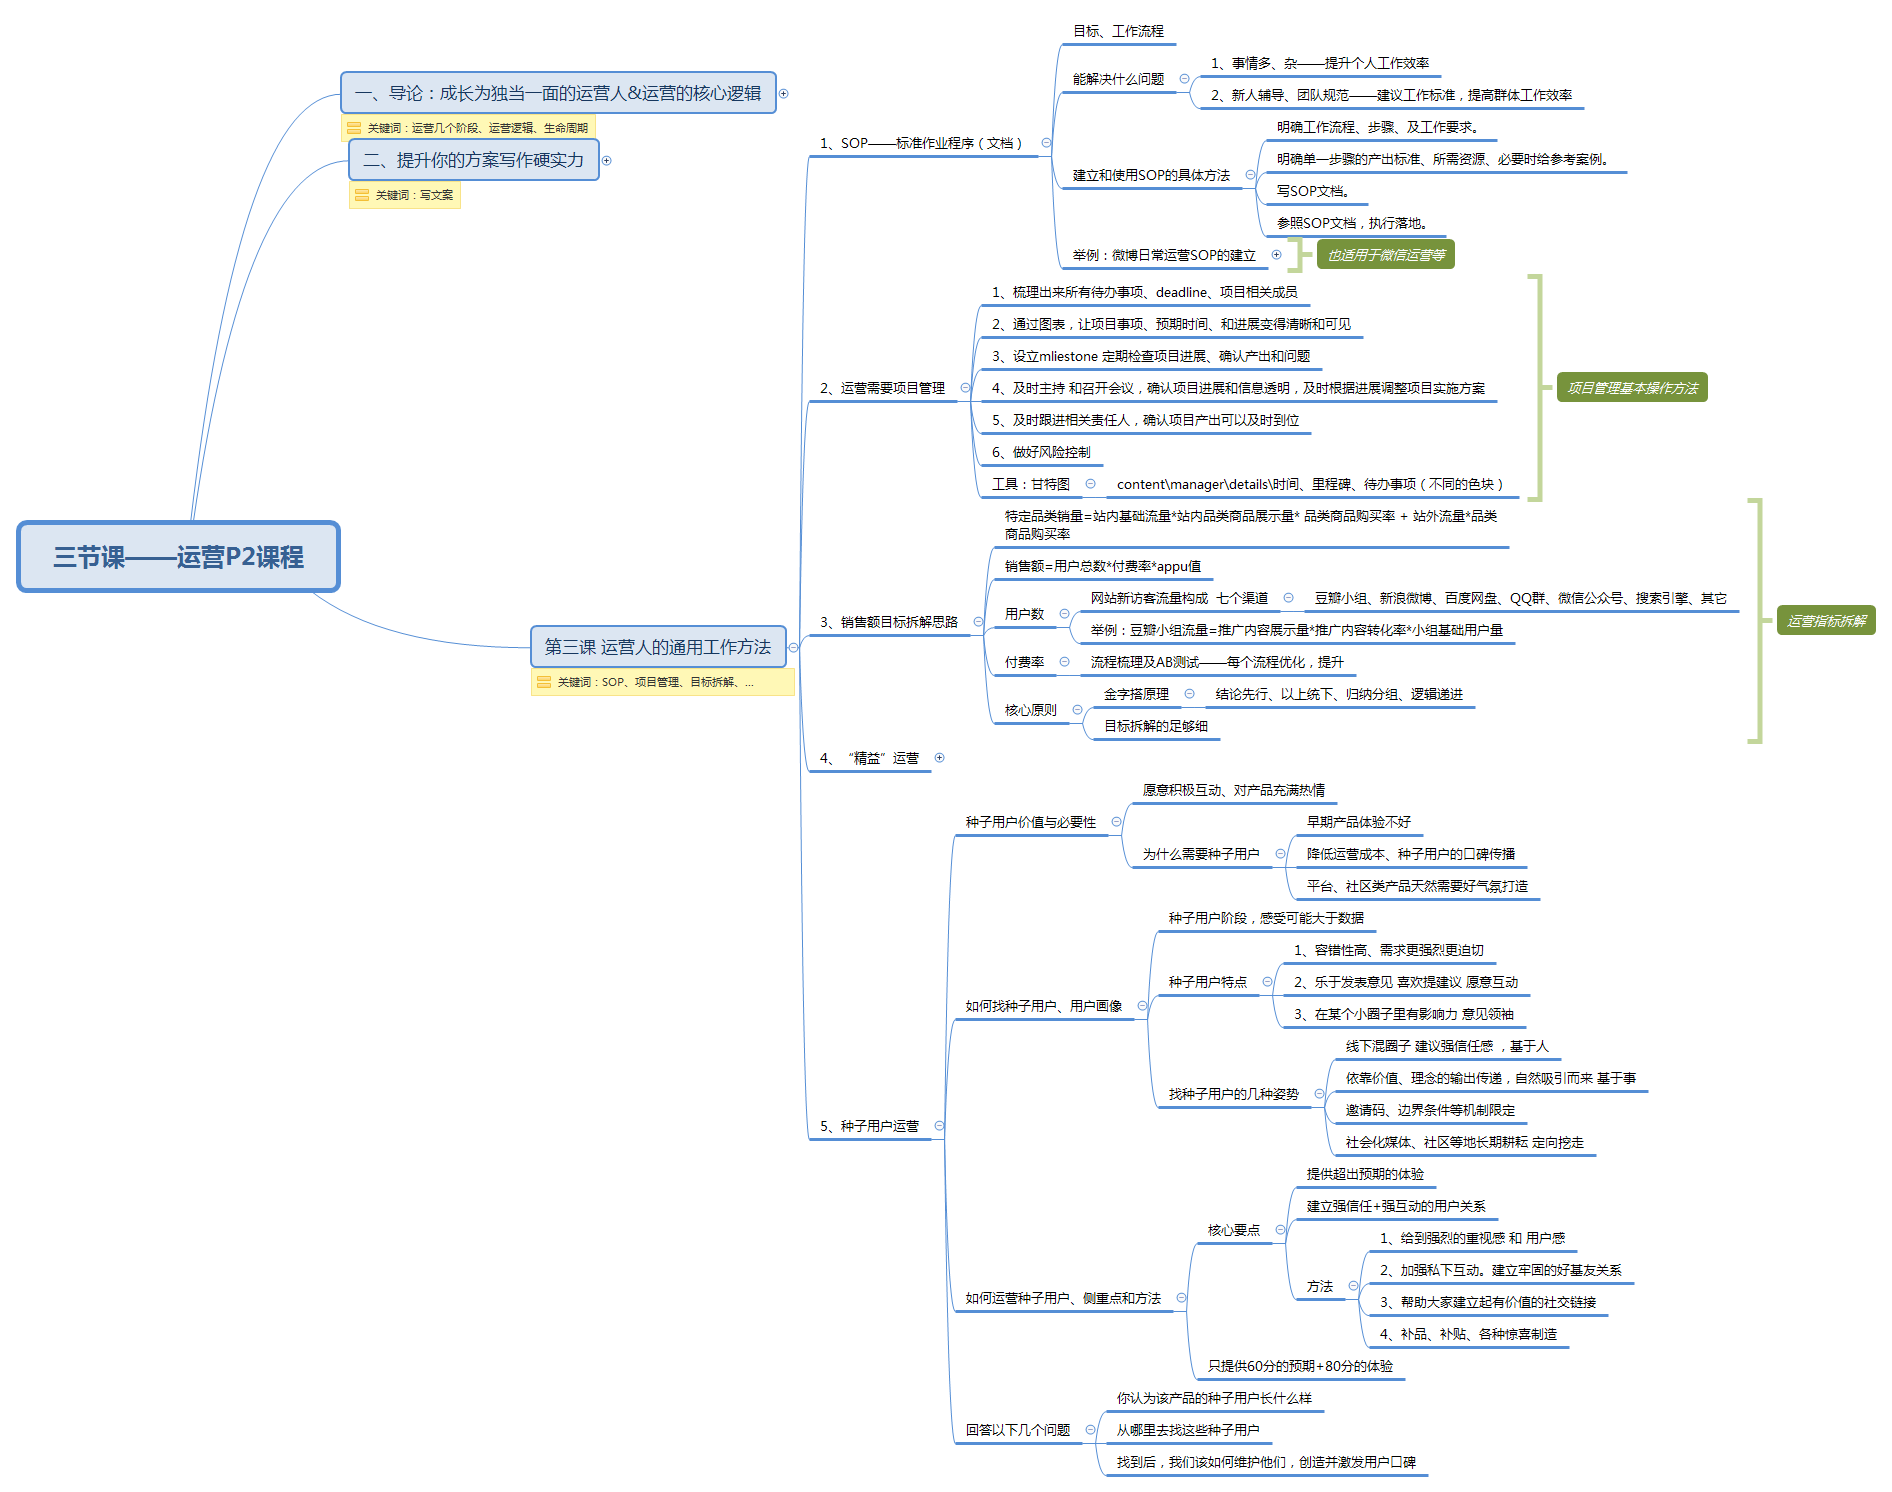 三节课——运营P2课程
一、导论：成长为独当一面的运营人&运营的核心逻辑
关键词：运营几个阶段、运营逻辑、生命周期
二、提升你的方案写作硬实力
关键词：写文案
第三课 运营人的通用工作方法
关键词：SOP、项目管理、目标拆解、...
1、SOP——标准作业程序（文档）
目标、工作流程
能解决什么问题
1、事情多、杂——提升个人工作效率
2、新人辅导、团队规范——建议工作标准，提高群体工作效率
建立和使用SOP的具体方法
明确工作流程、步骤、及工作要求。
明确单一步骤的产出标准、所需资源、必要时给参考案例。
写SOP文档。
参照SOP文档，执行落地。
举例：微博日常运营SOP的建立
也适用于微信运营等
2、运营需要项目管理
1、梳理出来所有待办事项、deadline、项目相关成员
2、通过图表，让项目事项、预期时间、和进展变得清晰和可见
3、设立mliestone 定期检查项目进展、确认产出和问题
4、及时主持 和召开会议，确认项目进展和信息透明，及时根据进展调整项目实施方案
5、及时跟进相关责任人，确认项目产出可以及时到位
6、做好风险控制
工具：甘特图
content\manager\details\时间、里程碑、待办事项（不同的色块）
项目管理基本操作方法
3、销售额目标拆解思路
特定品类销量=站内基础流量*站内品类商品展示量* 品类商品购买率 + 站外流量*品类
商品购买率
销售额=用户总数*付费率*appu值
用户数
网站新访客流量构成 七个渠道
豆瓣小组、新浪微博、百度网盘、QQ群、微信公众号、搜索引擎、其它
举例：豆瓣小组流量=推广内容展示量*推广内容转化率*小组基础用户量
付费率
流程梳理及AB测试——每个流程优化，提升
核心原则
金字搭原理
结论先行、以上统下、归纳分组、逻辑递进
目标拆解的足够细
运营指标拆解
4、“精益”运营
5、种子用户运营
种子用户价值与必要性
愿意积极互动、对产品充满热情
为什么需要种子用户
早期产品体验不好
降低运营成本、种子用户的口碑传播
平台、社区类产品天然需要好气氛打造
如何找种子用户、用户画像
种子用户阶段，感受可能大于数据
种子用户特点
1、容错性高、需求更强烈更迫切
2、乐于发表意见 喜欢提建议 愿意互动
3、在某个小圈子里有影响力 意见领袖
找种子用户的几种姿势
线下混圈子 建议强信任感 ，基于人
依靠价值、理念的输出传递，自然吸引而来 基于事
邀请码、边界条件等机制限定
社会化媒体、社区等地长期耕耘 定向挖走
如何运营种子用户、侧重点和方法
核心要点
提供超出预期的体验
建立强信任+强互动的用户关系
方法
1、给到强烈的重视感 和 用户感
2、加强私下互动。建立牢固的好基友关系
3、帮助大家建立起有价值的社交链接
4、补品、补贴、各种惊喜制造
只提供60分的预期+80分的体验
回答以下几个问题
你认为该产品的种子用户长什么样
从哪里去找这些种子用户
找到后，我们该如何维护他们，创造并激发用户口碑